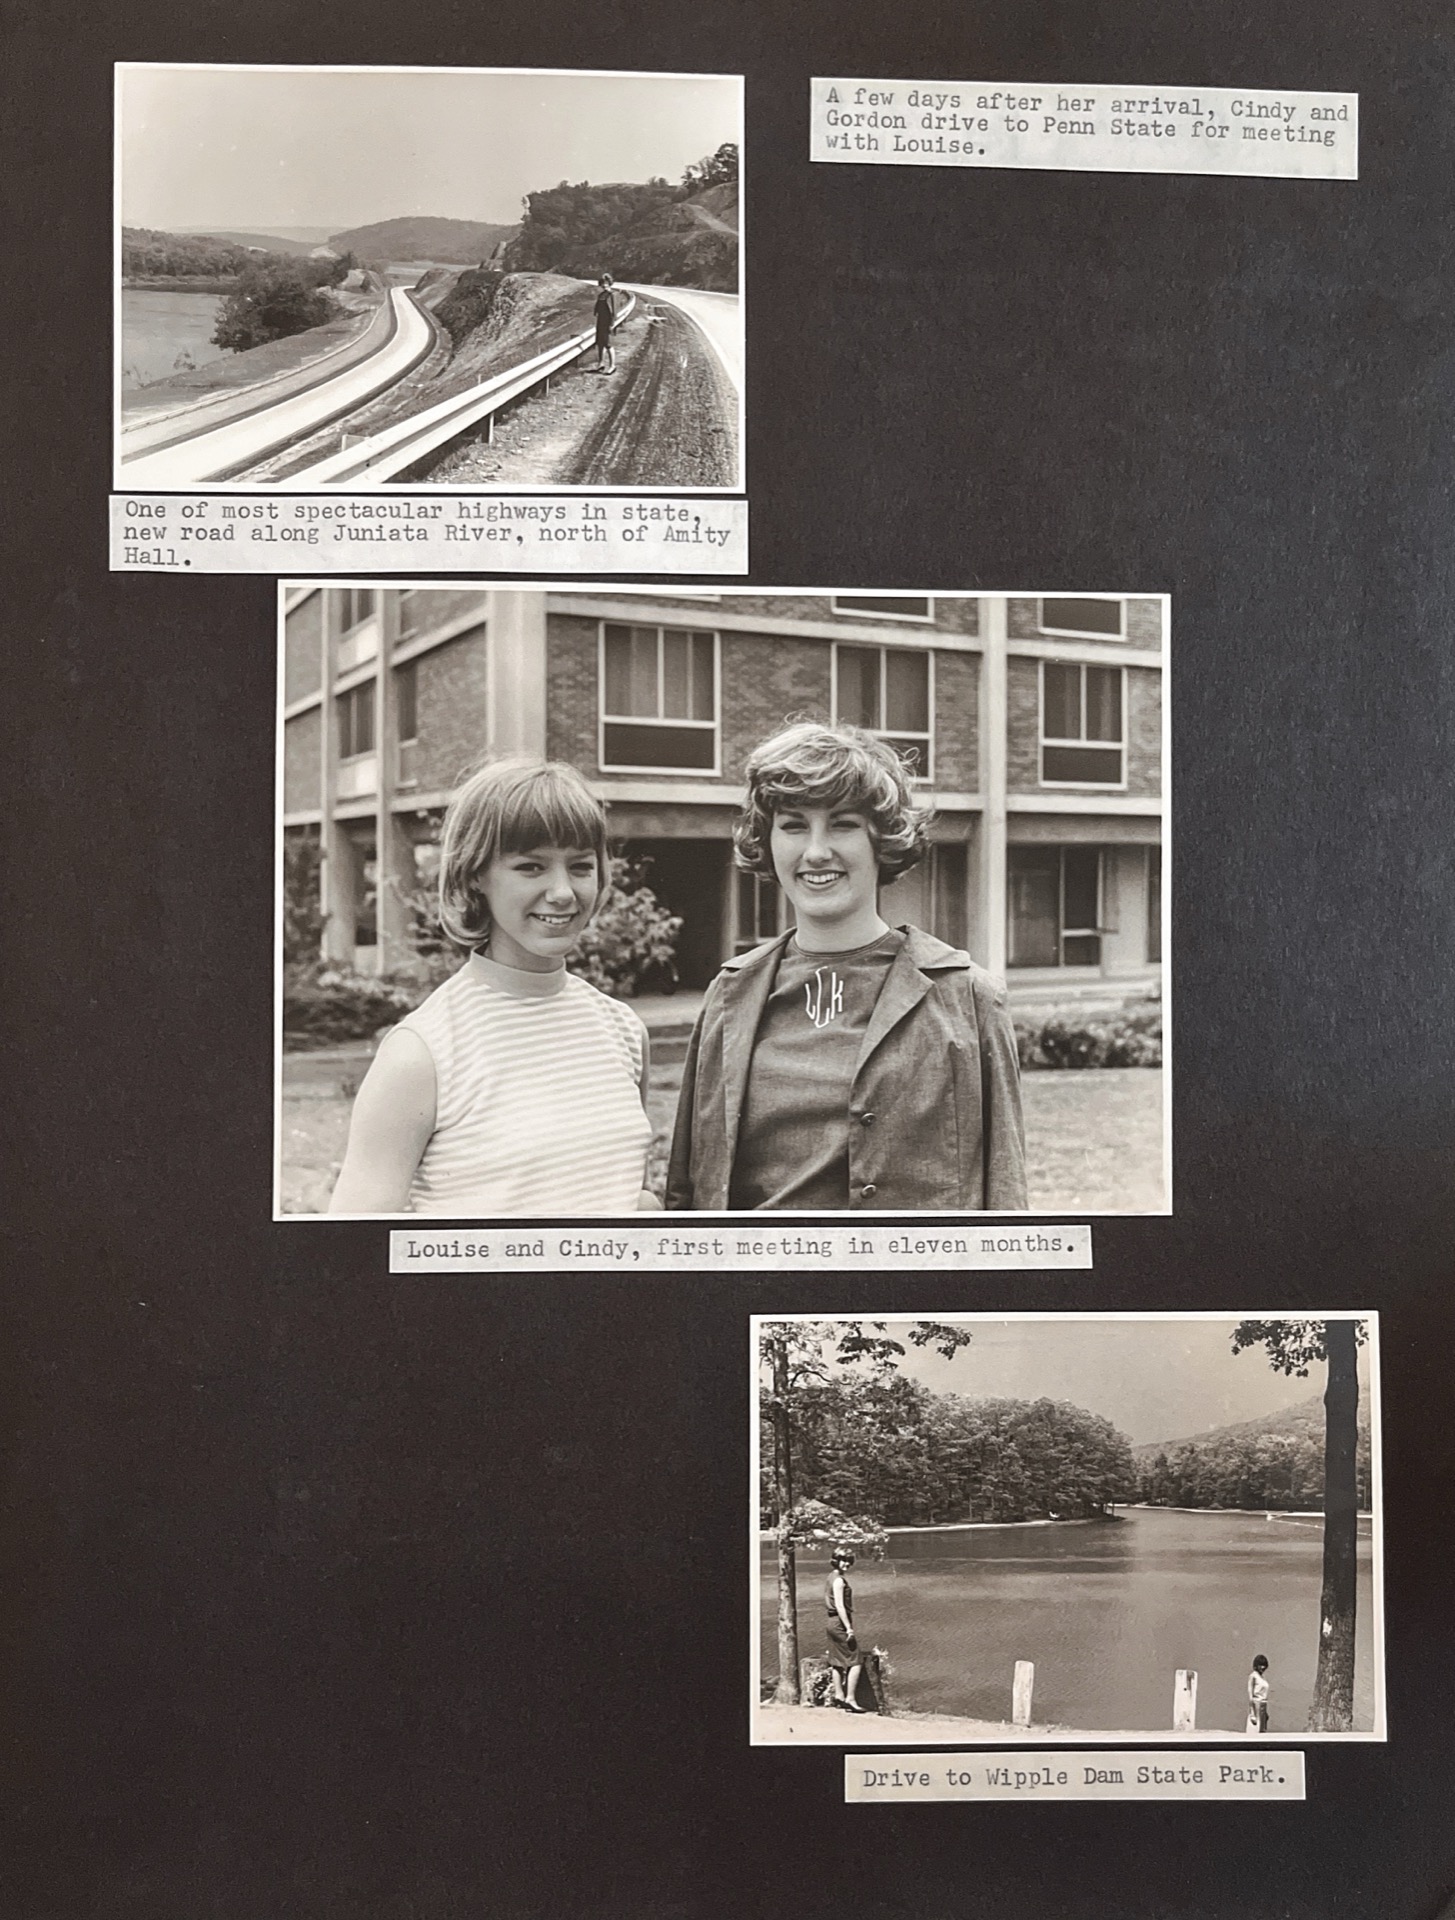 A few days after her arrival, Cindy and
Gordon drive to Penn State for meeting
with Louise.
One of most spectacular highways in state,
new road along Juniata River, north of Amity
Hall.
LCK
Louise and Cindy, first meeting in eleven months.
Drive to Wipple Dam State Park.